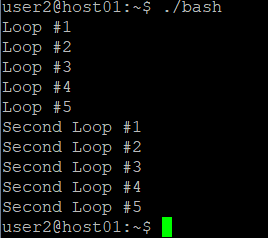 user2@host01:~$ ./bash
Loop #1
Loop #2
Loop #3
Loop #4
Loop #5
Second Loop #1
Second Loop #2
Second Loop #3
Second Loop #4
Second Loop #5
user2@host01:~$